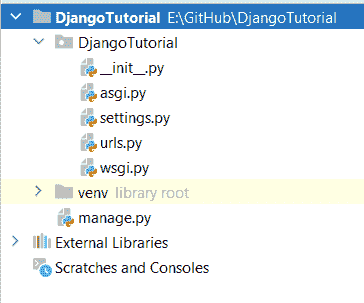 DjangoTutorial E:\GitHub\DjangoTutorial
DjangoTutorial
__init__.py
asgi.py
settings.py
urls.py
wsgi.py
venv library root
manage.py
External Libraries
Scratches and Consoles